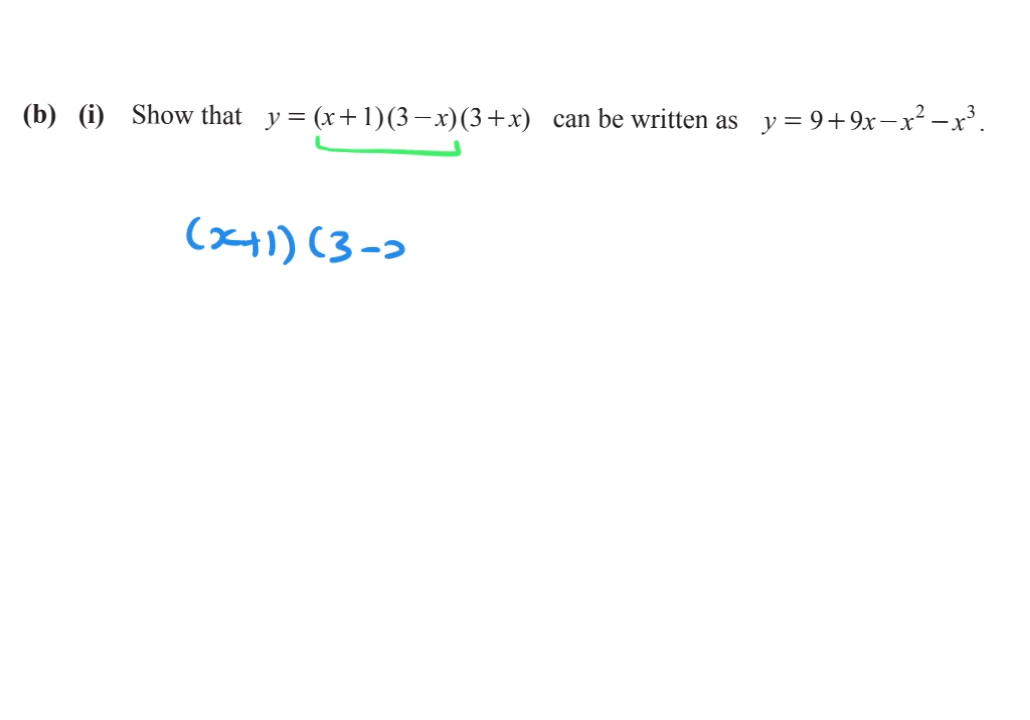 (b) (i) Show that y = (x+1)(3−x)(3+x) can be written as y = 9+9x−x²−x³.
(x+1)(3−